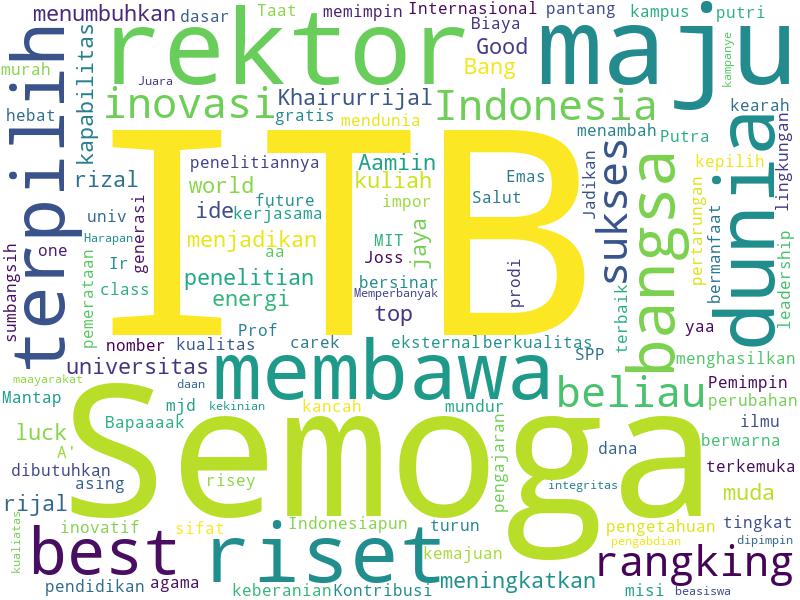 menumbuhkan
dasar
Taat
memimpin
Internasional
pantang
kampus
putri
Biaya
rektor
maju
murah
Good
Bang
kampanye
terpilih
kapabilitas
Juara
inovasi
Khairurrijal
Indonesia
kearah
hebat
gratis
mendunia
menambah
Putra
lingkungan
ITB
penelitiannya
Aamiin
Emas
Jadikan
sukses
kepilih
dunia
rizal
world
kuliah
Salut
bangsa
pertarungan
univ
generasi
ide
future
kerjasama
impor
jaya
bermanfaat
Harapan
menjadikan
MIT
leadership
sumbangsih
one
pemerataan
Ir
aa
Joss
class
penelitian
bersinar
prodi
energi
Memperbanyak
top
terbaik
yaa
Prof
nomber
kualitas
carek
eksternal
berkualitas
SPP
menghasilkan
universitas
membawa
beliau
maayarakat
daan
Pemimpin
Mantap
mjd
kekinian
kancah
mundur
perubahan
Semoga
Bapaaaak
luck
A'
pengajaran
dana
ilmu
berwarna
dibutuhkan
asing
risey
integritas
terkemuka
rijal
muda
kualiatas
inovatif
sifat
Indonesiapun
turun
pengetahuan
tingkat
best
riset
kemajuan
pengabdian
dipimpin
rangking
pendidikan
agama
keberanian
Kontribusi
meningkatkan
misi
beasiswa